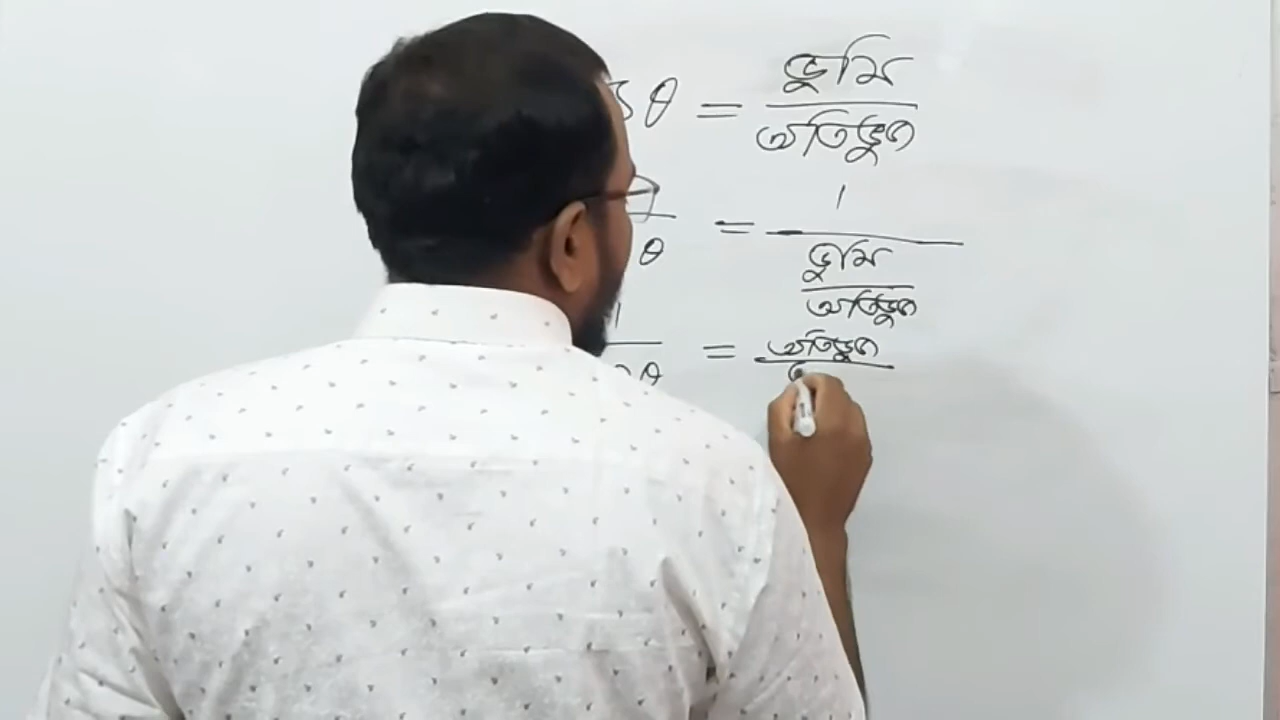 θ = ভুমি
অতিভুজ
θ = 1
ভুমি
অতিভুজ
1
θ = অতিভুজ